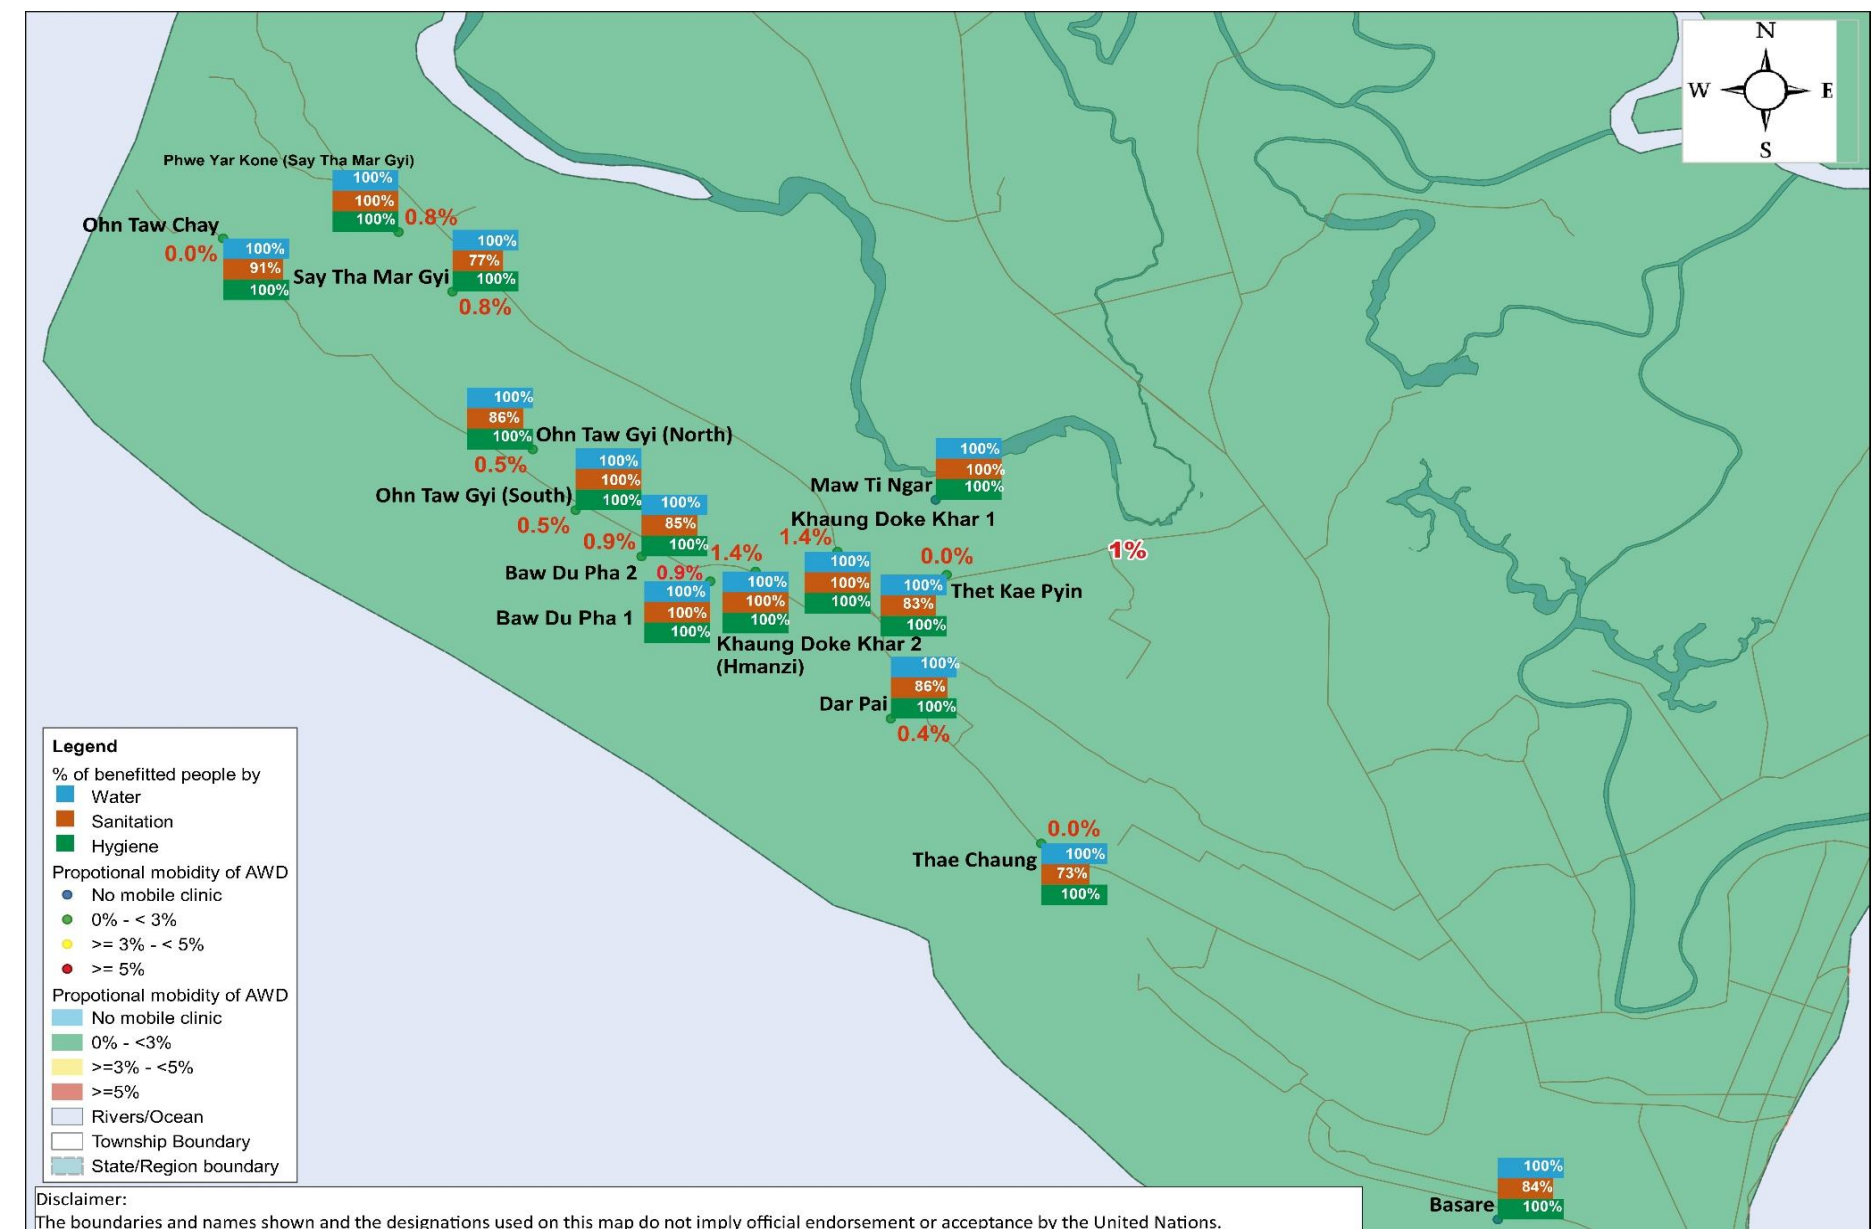 N
W E
S
Phwe Yar Kone (Say Tha Mar Gyi)
100%
100%
100%
0.8%
Ohn Taw Chay
0.0%
100%
91%
100%
Say Tha Mar Gyi
100%
77%
100%
0.8%
100%
86%
100%
Ohn Taw Gyi (North)
0.5%
Ohn Taw Gyi (South)
100%
100%
100%
0.5%
100%
85%
100%
0.9%
Baw Du Pha 2
0.9%
Baw Du Pha 1
100%
100%
100%
1.4%
100%
100%
100%
Khaung Doke Khar 2
(Hmanzi)
Maw Ti Ngar
100%
100%
100%
Khaung Doke Khar 1
1.4%
100%
100%
100%
0.0%
Thet Kae Pyin
100%
83%
100%
1%
Dar Pai
100%
86%
100%
0.4%
0.0%
Thae Chaung
100%
73%
100%
Basare
100%
84%
100%
Legend
% of benefitted people by
Water
Sanitation
Hygiene
Propotional mobidity of AWD
No mobile clinic
0% - < 3%
>= 3% - < 5%
>= 5%
Propotional mobidity of AWD
No mobile clinic
0% - <3%
>=3% - <5%
>=5%
Rivers/Ocean
Township Boundary
State/Region boundary
Disclaimer:
The boundaries and names shown and the designations used on this map do not imply official endorsement or acceptance by the United Nations.